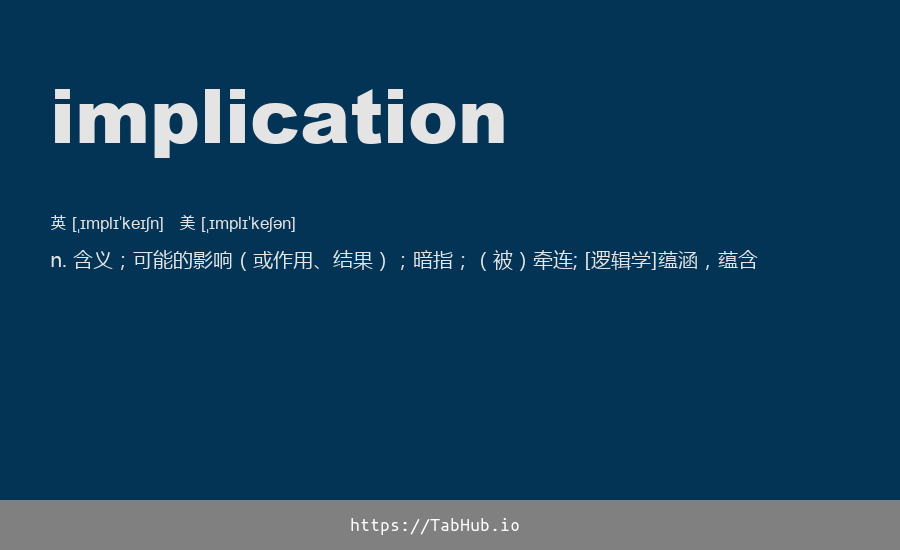 implication
英 [ˌɪmplɪˈkeɪʃn] 美 [ˌɪmplɪˈkeʃən]
n. 含义；可能的影响（或作用、结果）；暗指；（被）牵连; [逻辑学]蕴涵，蕴含
https://TabHub.io